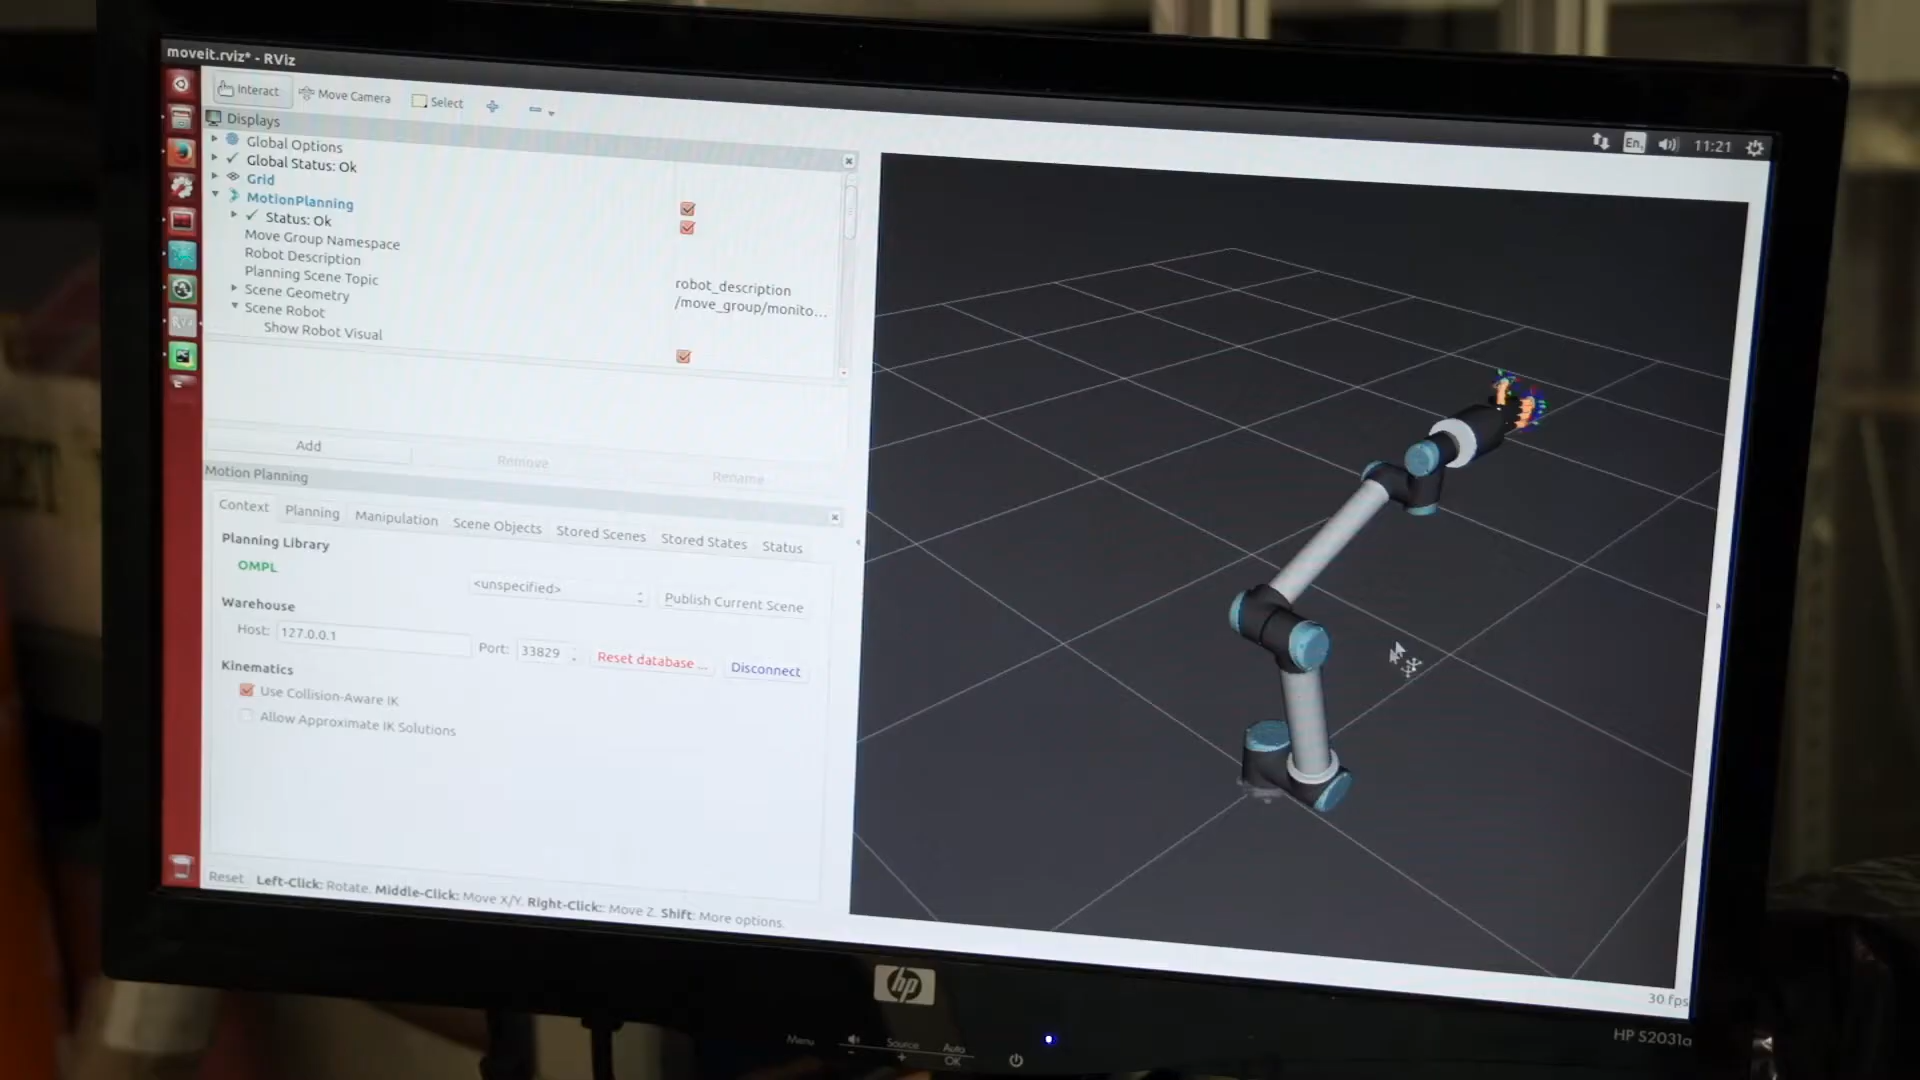 moveit.rviz* - RViz
Interact Move Camera Select
En 11:21
Displays
Global Options
Global Status: Ok
Grid
MotionPlanning
Status: Ok
Move Group Namespace
Robot Description robot_description
Planning Scene Topic /move_group/monito...
Scene Geometry
Scene Robot
Show Robot Visual
Add Remove Rename
Motion Planning
Context Planning Manipulation Scene Objects Stored Scenes Stored States Status
Planning Library
OMPL
<unspecified> Publish Current Scene
Warehouse
Host: 127.0.0.1 Port: 33829 Reset database ... Disconnect
Kinematics
Use Collision-Aware IK
Allow Approximate IK Solutions
Reset Left-Click: Rotate. Middle-Click: Move X/Y. Right-Click:: Move Z. Shift: More options.
30 fps
hp
HP S2031a
Menu Source Auto
OK